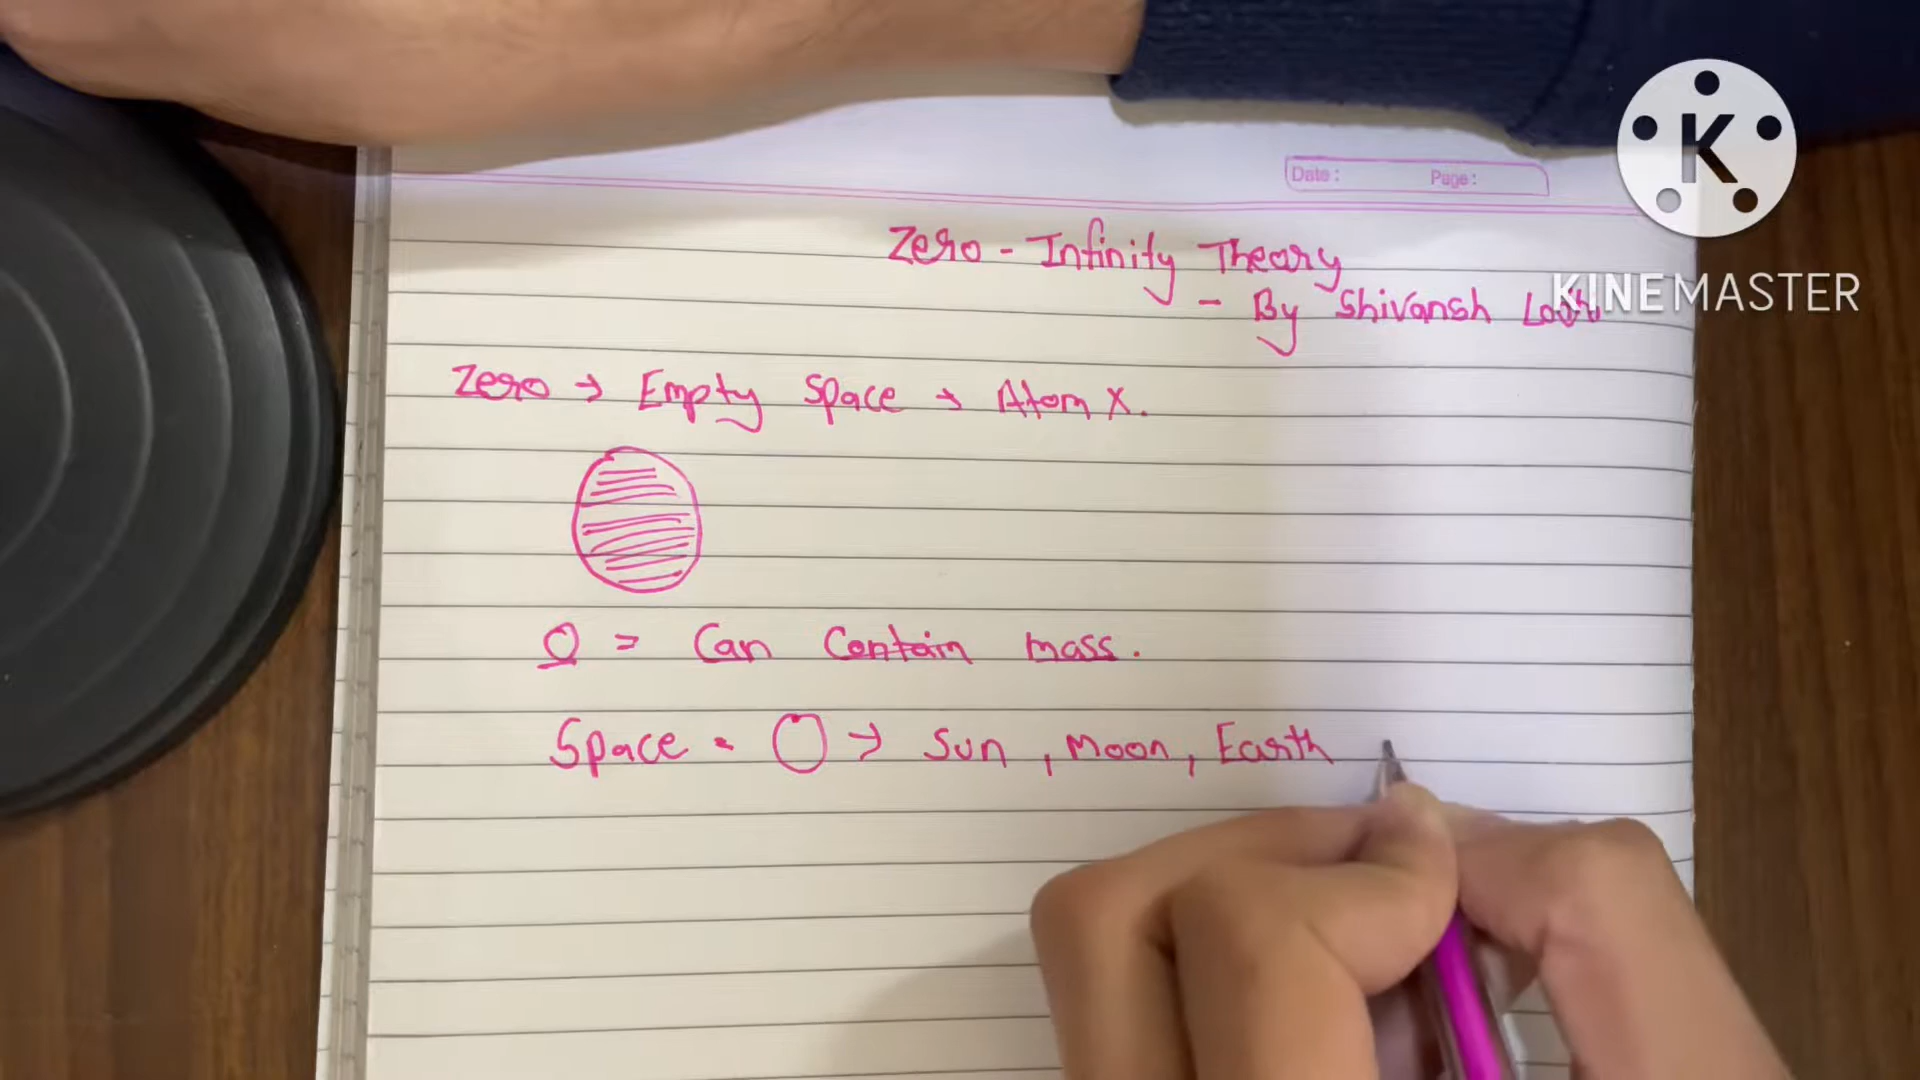 Date : Page :
Zero - Infinity Theory
- By Shivansh
KINEMASTER
Zero → Empty Space → Atom X.
0 = Can Contain mass.
Space = 0 → Sun, Moon, Earth